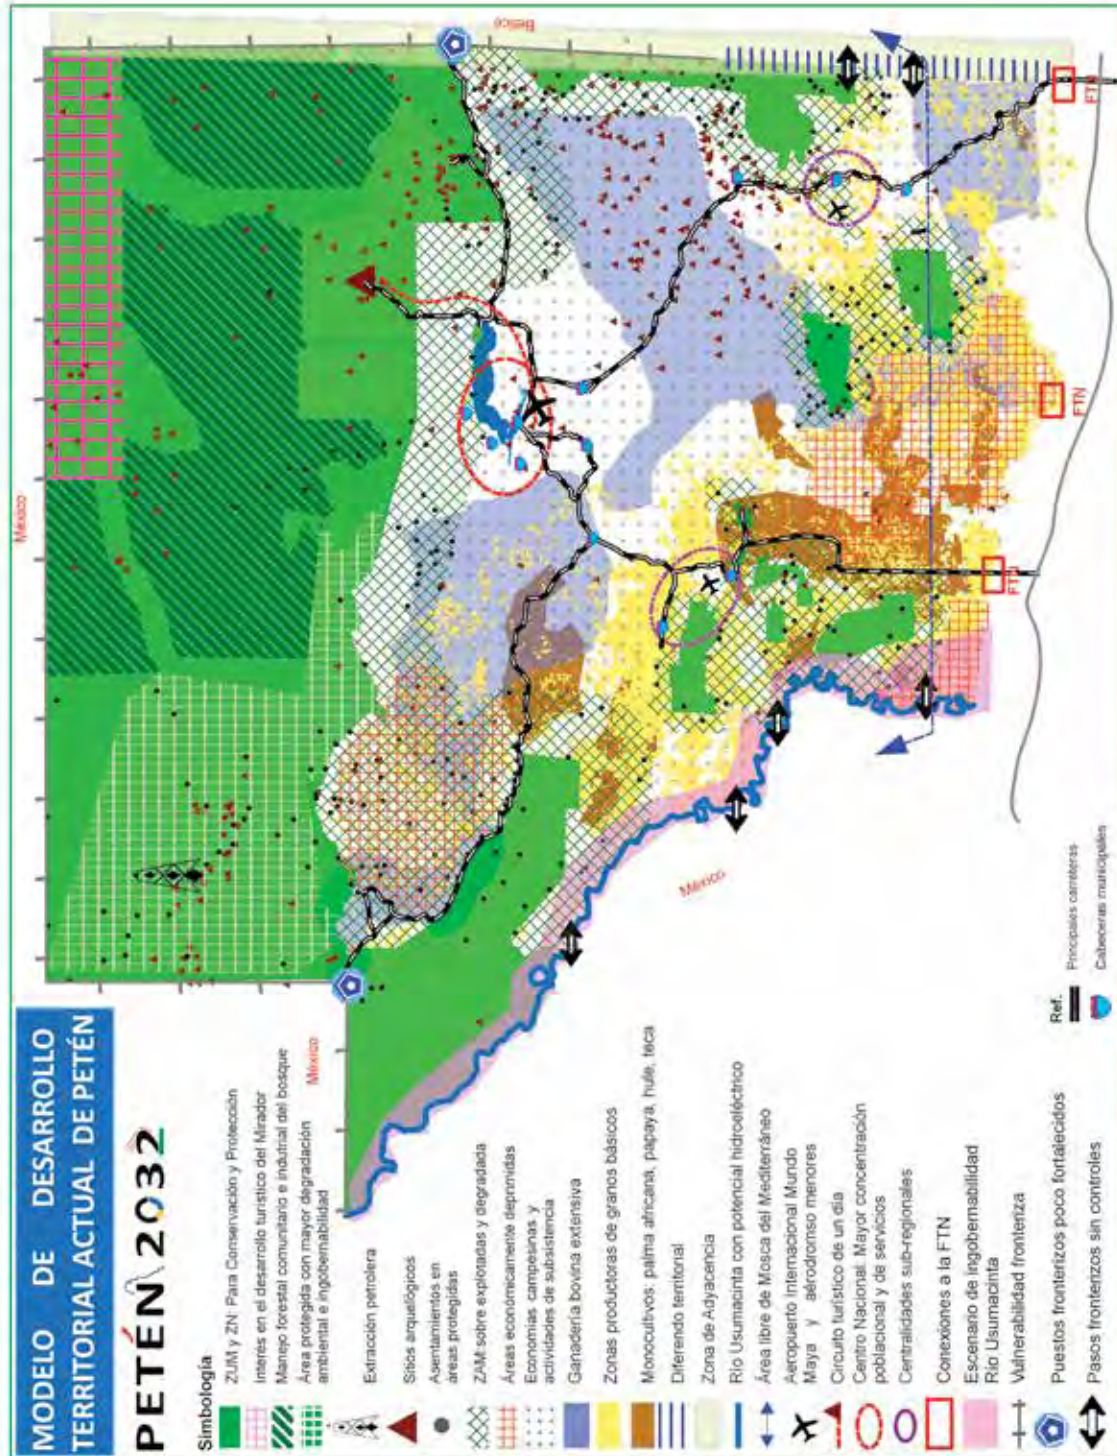 MODELO DE DESARROLLO
TERRITORIAL ACTUAL DE PETÉN
PETÉN 2032
Simbología
ZUM y ZN: Para Conservación y Protección
Interés en el desarrollo turístico del Mirador
Manejo forestal comunitario e indutrial del bosque
Área protegida con mayor degradación
ambiental e ingobernabilidad
Extracción petrolera
Sitios arquelógicos
Asentamientos en
áreas protegidas
ZAM: sobre explotadas y degradada
Áreas económicamente deprimidas
Economías campesinas y
actividades de subsistencia
Ganadería bovina extensiva
Zonas productoras de granos básicos
Monocultivos: palma africana, papaya, hule, teca
Diferendo territorial
Zona de Adyacencia
Río Usumacinta con potencial hidroeléctrico
Área libre de Mosca del Mediterráneo
Aeropuerto Internacional Mundo
Maya y aérodromso menores
Circuito turístico de un día
Centro Nacional. Mayor concentración
poblacional y de servicios
Centralidades sub-regionales
Conexiones a la FTN
Escenario de ingobernabilidad
Río Usumacinta
Vulnerabilidad fronteriza
Puestos fronterizos poco fortalecidos
Pasos fronterizos sin controles
Ref.
Principales carreteras
Cabeceras municipales
México
México
México
Belice
FTN
FTN
FTN